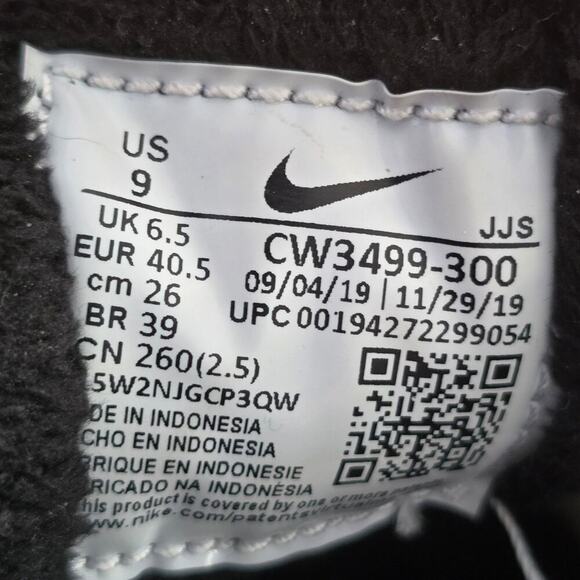 US
9
UK 6.5
EUR 40.5
cm 26
BR 39
CN 260(2.5)
5W2NJGCP3QW
DE IN INDONESIA
CHO EN INDONESIA
RIQUE EN INDONESIE
RICADO NA INDONÉSIA
this product is covered by one or more
www.nike.com/patents
JJS
CW3499-300
09/04/19 | 11/29/19
UPC 00194272299054